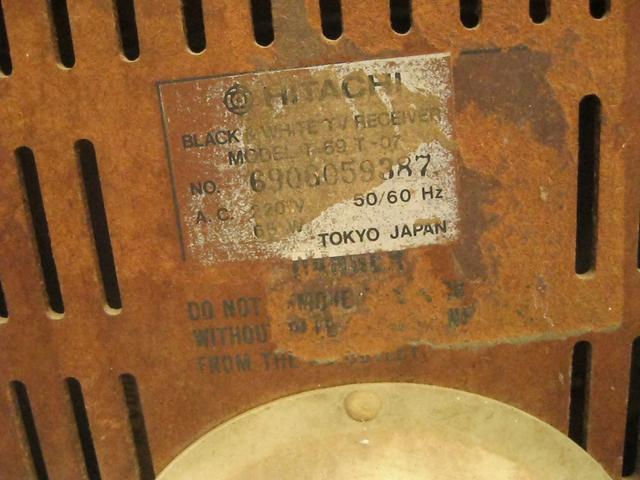 HITACHI
BLACK & WHITE TV RECEIVER
MODEL T-69 T-07
NO. 6906059387
A.C. 220V 50/60 Hz
65 W
TOKYO JAPAN
DO NOT
FROM THE